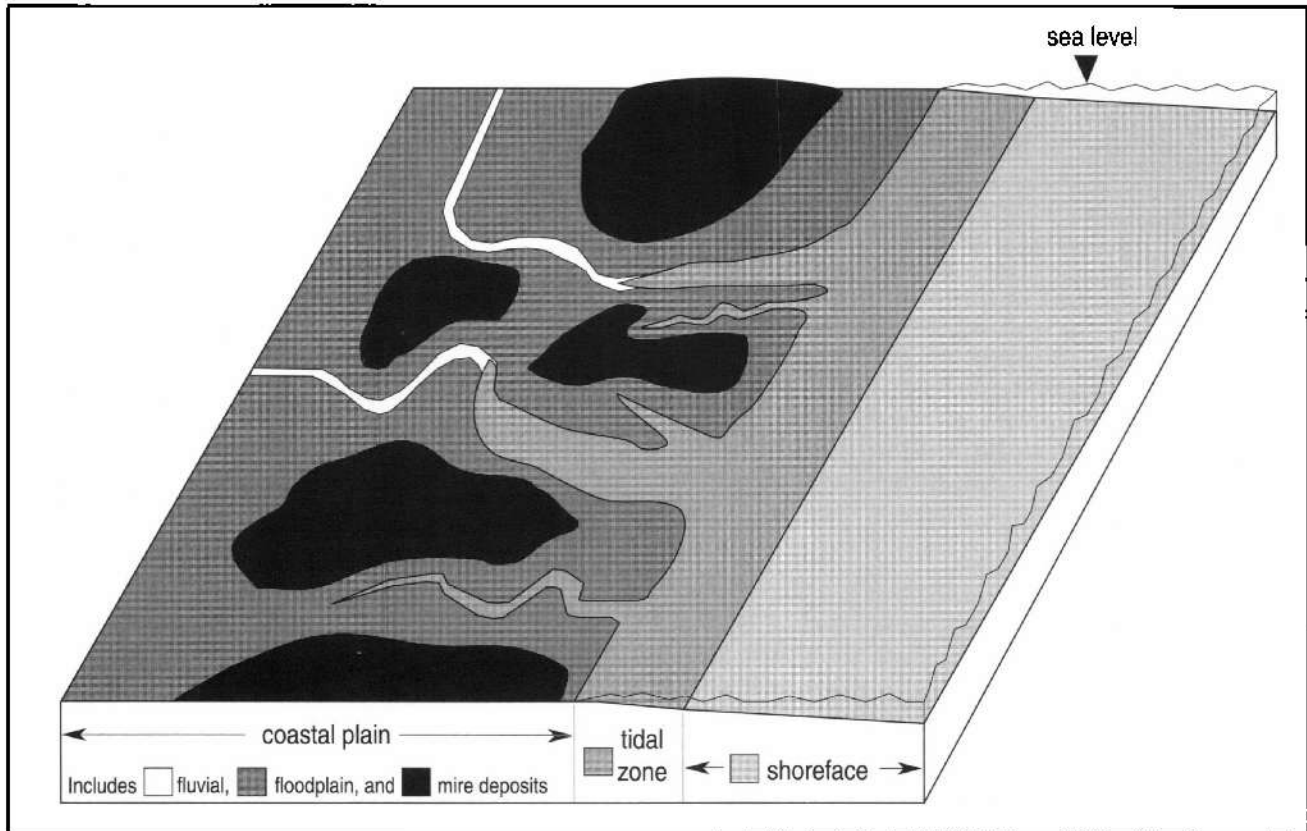 sea level
coastal plain
Includes fluvial, floodplain, and mire deposits
tidal
zone
shoreface